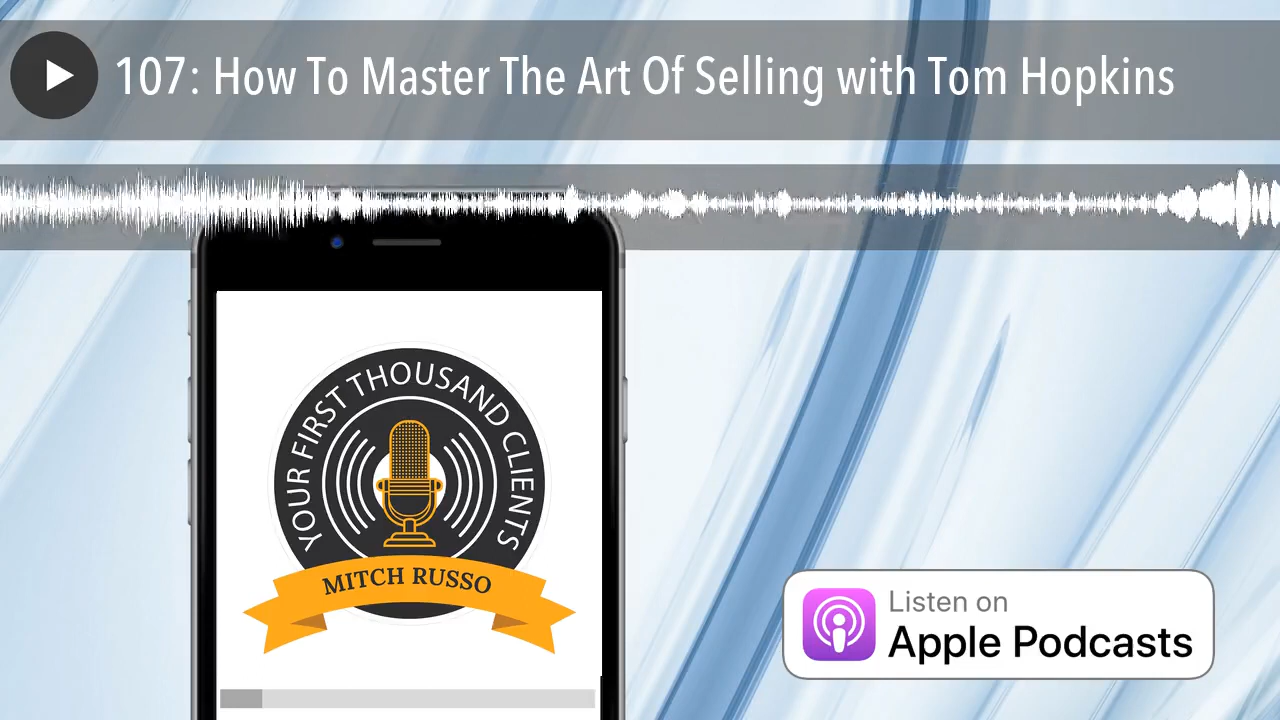 107: How To Master The Art Of Selling with Tom Hopkins
YOUR FIRST THOUSAND CLIENTS
MITCH RUSSO
Listen on
Apple Podcasts